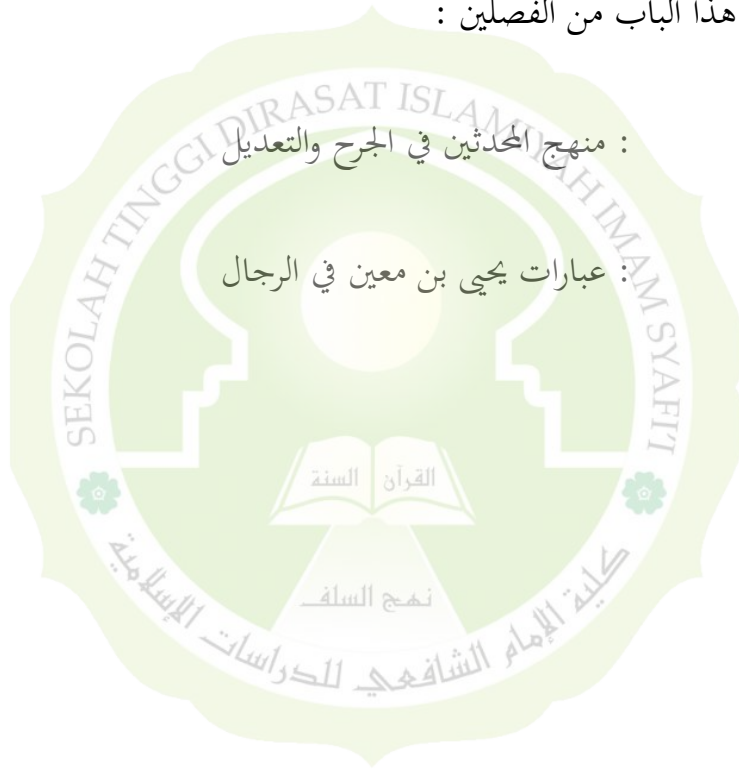 هذا الباب من الفصلين :
: منهج المحدثين في الجرح والتعديل
: عبارات يحيى بن معين في الرجال
SEKOLAH TINGGI DIRASAT ISLAMIYAH IMAM SYAFI'I
القرآن السنة
نهج السلف
كلية الإمام الشافعي للدراسات الإسلامية